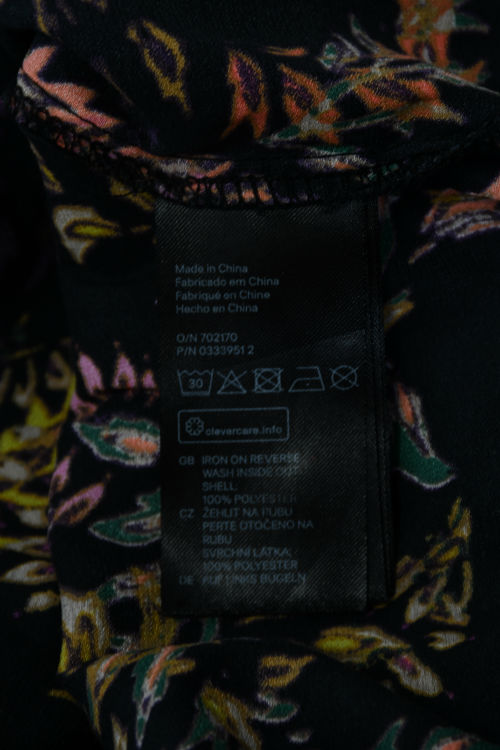 Made in China
Fabricado em China
Fabriqué en Chine
Hecho en China
O/N 702170
P/N 0333951 2
30
clevercare.info
GB IRON ON REVERSE
WASH INSIDE OUT
SHELL:
100% POLYESTER
CZ ŽEHLIT NA RUBU
PERTE OTOČENO NA
RUBU
SVRCHNÍ LÁTKA:
100% POLYESTER
DE AUF LINKS BÜGELN